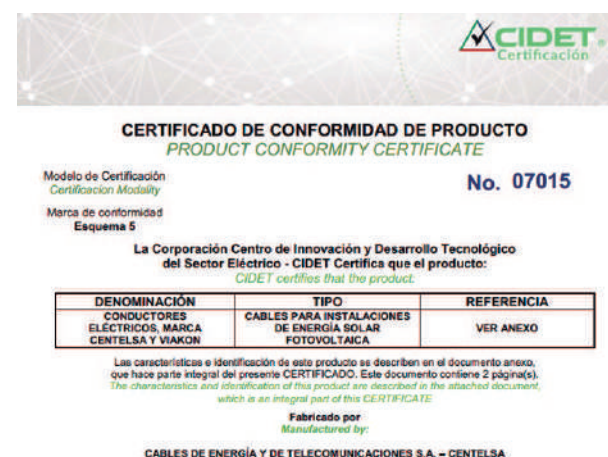 CIDET
Certificación
CERTIFICADO DE CONFORMIDAD DE PRODUCTO
PRODUCT CONFORMITY CERTIFICATE
Modelo de Certificación
Certificacion Modality
No. 07015
Marca de conformidad
Esquema 5
La Corporación Centro de Innovación y Desarrollo Tecnológico
del Sector Eléctrico - CIDET Certifica que el producto:
CIDET certifies that the product:
DENOMINACIÓN TIPO REFERENCIA
CONDUCTORES ELÉCTRICOS, MARCA CENTELSA Y VIAKON
CABLES PARA INSTALACIONES DE ENERGÍA SOLAR FOTOVOLTAICA
VER ANEXO
Las características e identificación de este producto se describen en el documento anexo,
que hace parte integral del presente CERTIFICADO. Este documento contiene 2 página(s).
The characteristics and identification of this product are described in the attached document,
which is an integral part of this CERTIFICATE
Fabricado por
Manufactured by:
CABLES DE ENERGÍA Y DE TELECOMUNICACIONES S.A. – CENTELSA